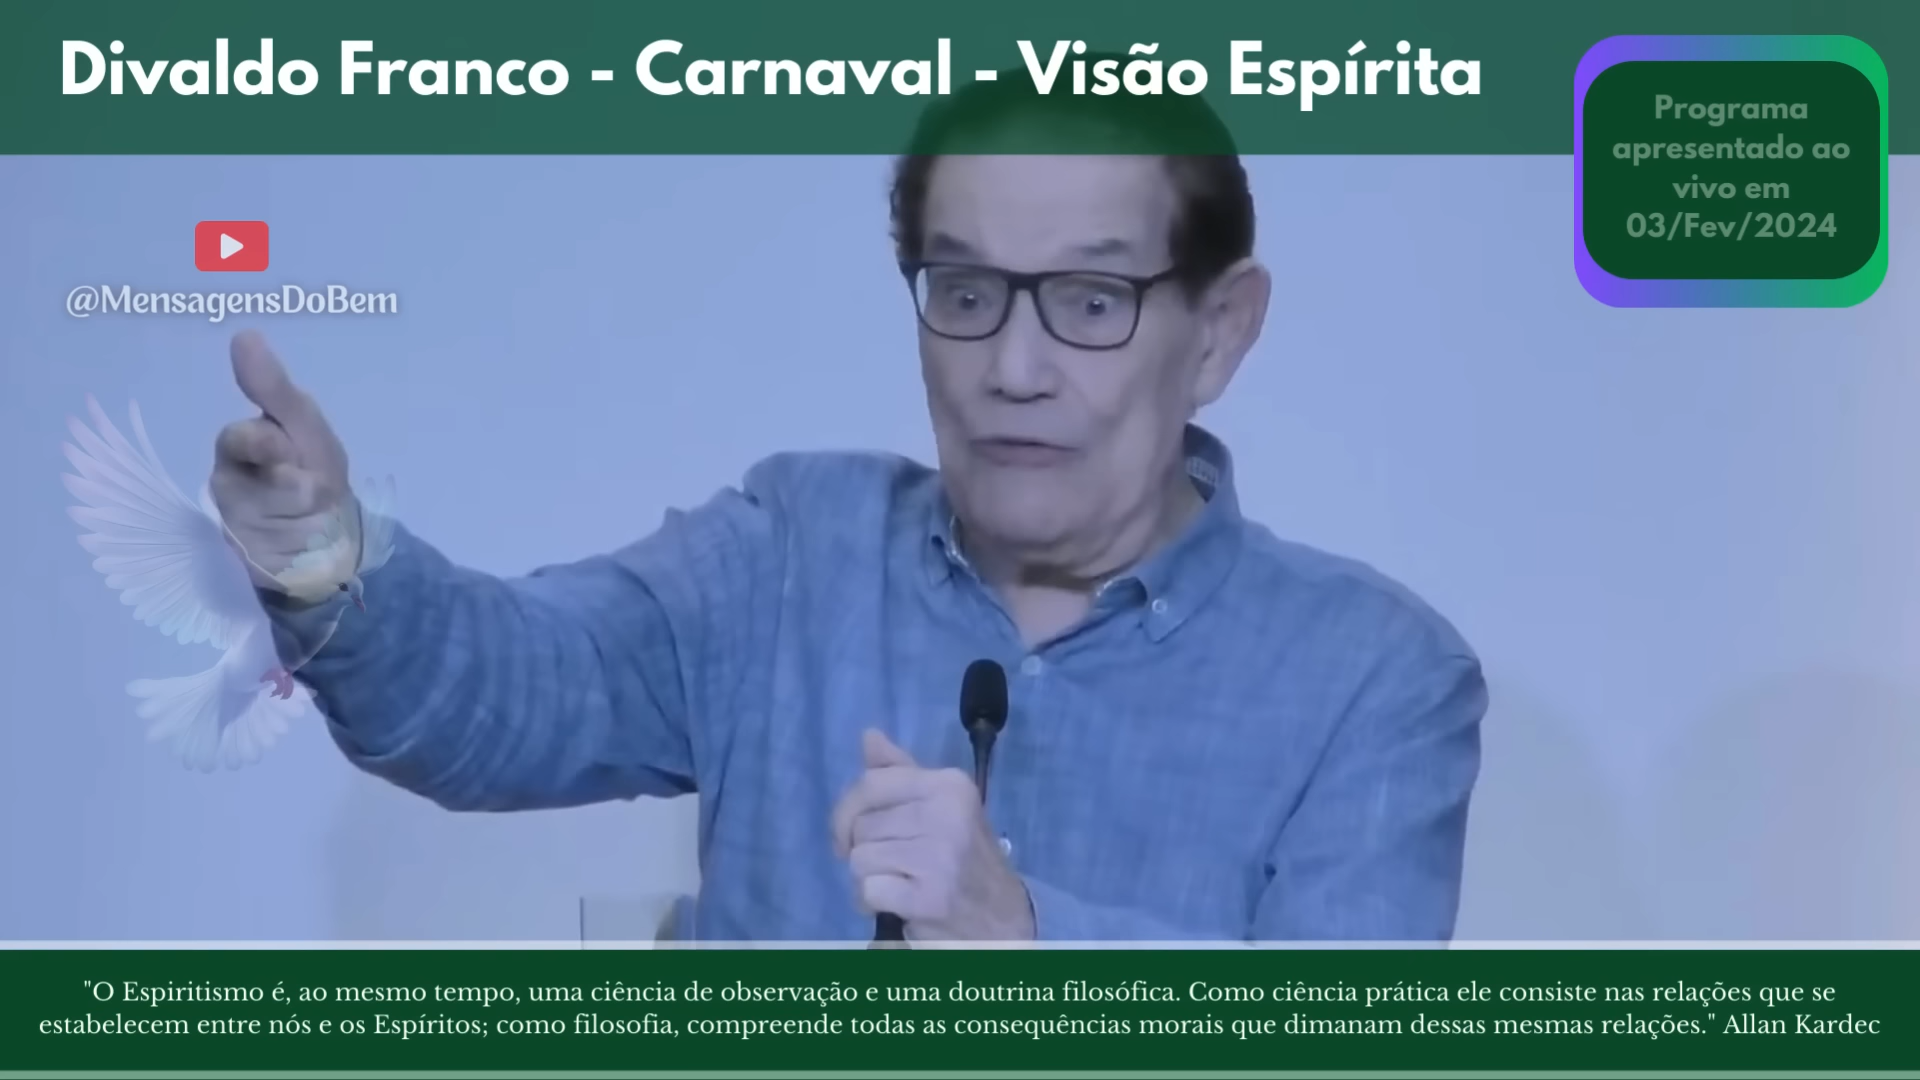 Divaldo Franco - Carnaval - Visão Espírita
Programa
apresentado ao
vivo em
03/Fev/2024
@MensagensDoBem
"O Espiritismo é, ao mesmo tempo, uma ciência de observação e uma doutrina filosófica. Como ciência prática ele consiste nas relações que se
estabelecem entre nós e os Espíritos; como filosofia, compreende todas as consequências morais que dimanam dessas mesmas relações." Allan Kardec